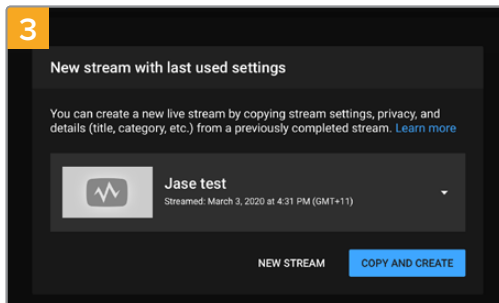 3
New stream with last used settings
You can create a new live stream by copying stream settings, privacy, and
details (title, category, etc.) from a previously completed stream. Learn more
Jase test
Streamed: March 3, 2020 at 4:31 PM (GMT+11)
NEW STREAM COPY AND CREATE